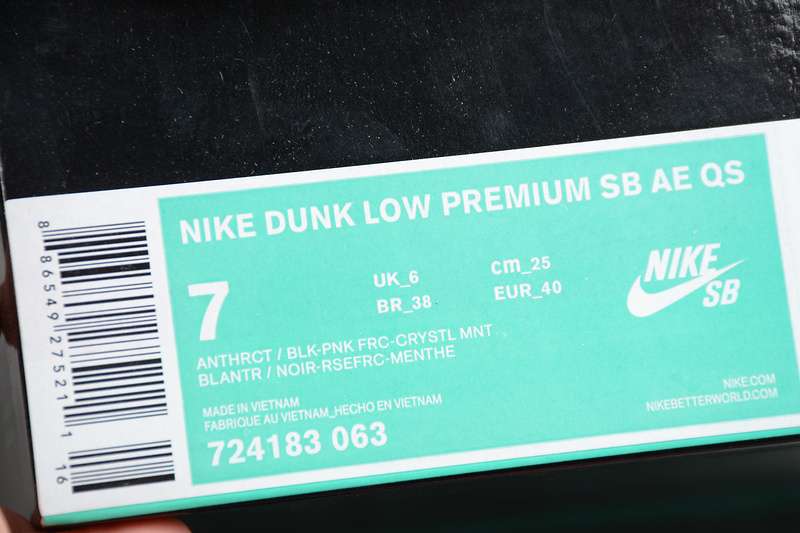 NIKE DUNK LOW PREMIUM SB AE QS
7
UK_6
cm_25
BR_38
EUR_40
NIKE
SB
ANTHRCT / BLK-PNK FRC-CRYSTL MNT
BLANTR / NOIR-RSEFRC-MENTHE
MADE IN VIETNAM
FABRIQUE AU VIETNAM_HECHO EN VIETNAM
724183 063
NIKE.COM
NIKEBETTERWORLD.COM
8 86549 27521 1
16